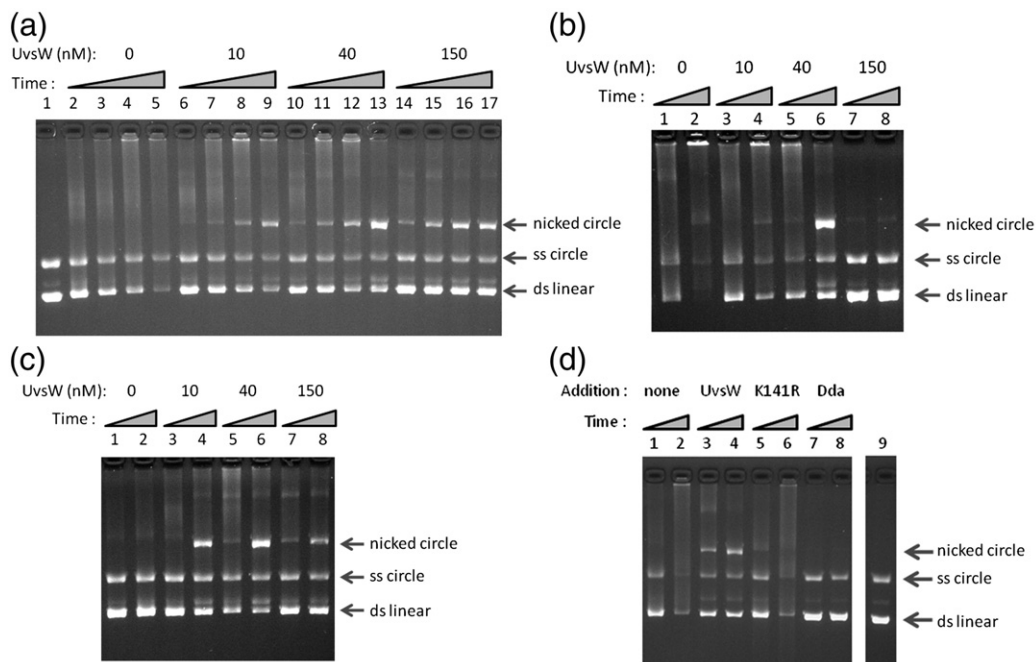 (a)
UvsW (nM): 0 10 40 150
Time :
1 2 3 4 5 6 7 8 9 10 11 12 13 14 15 16 17
nicked circle
ss circle
ds linear
(b)
UvsW (nM): 0 10 40 150
Time :
1 2 3 4 5 6 7 8
nicked circle
ss circle
ds linear
(c)
UvsW (nM): 0 10 40 150
Time :
1 2 3 4 5 6 7 8
nicked circle
ss circle
ds linear
(d)
Addition : none UvsW K141R Dda
Time :
1 2 3 4 5 6 7 8 9
nicked circle
ss circle
ds linear